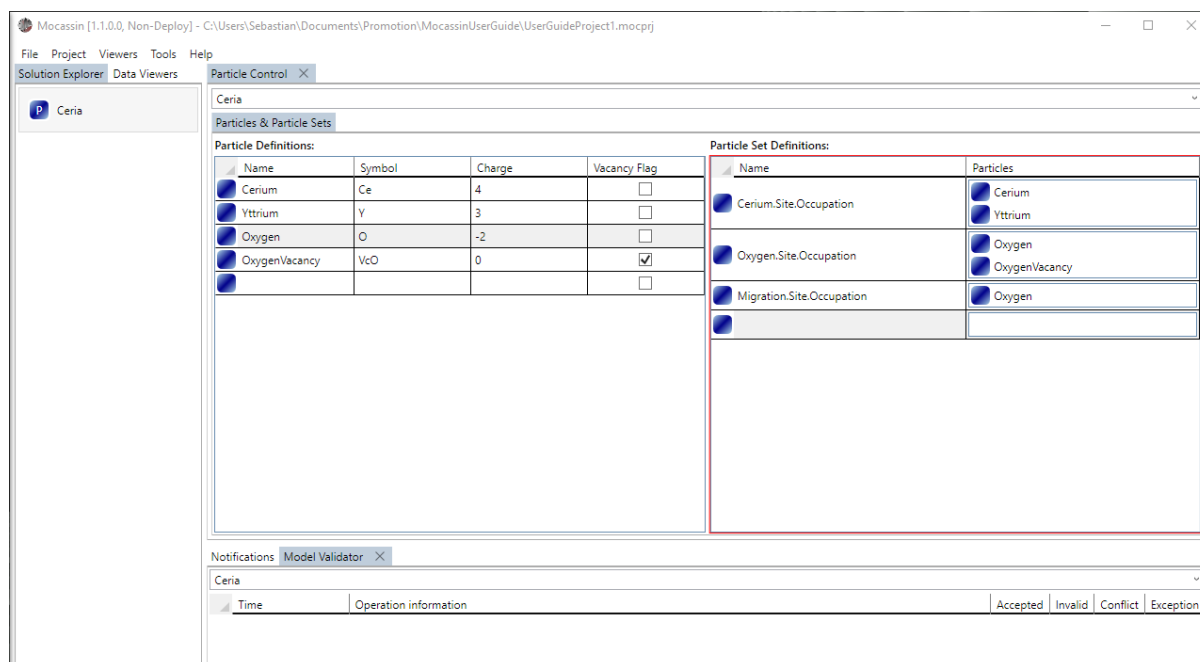 Mocassin [1.1.0.0, Non-Deploy] - C:\Users\Sebastian\Documents\Promotion\MocassinUserGuide\UserGuideProject1.mocprj
File Project Viewers Tools Help
Solution Explorer Data Viewers Particle Control
P Ceria
Ceria
Particles & Particle Sets
Particle Definitions:
Name Symbol Charge Vacancy Flag
Cerium Ce 4
Yttrium Y 3
Oxygen O -2
OxygenVacancy VcO 0
Particle Set Definitions:
Name Particles
Cerium.Site.Occupation Cerium
Yttrium
Oxygen.Site.Occupation Oxygen
OxygenVacancy
Migration.Site.Occupation Oxygen
Notifications Model Validator
Ceria
Time Operation information Accepted Invalid Conflict Exception